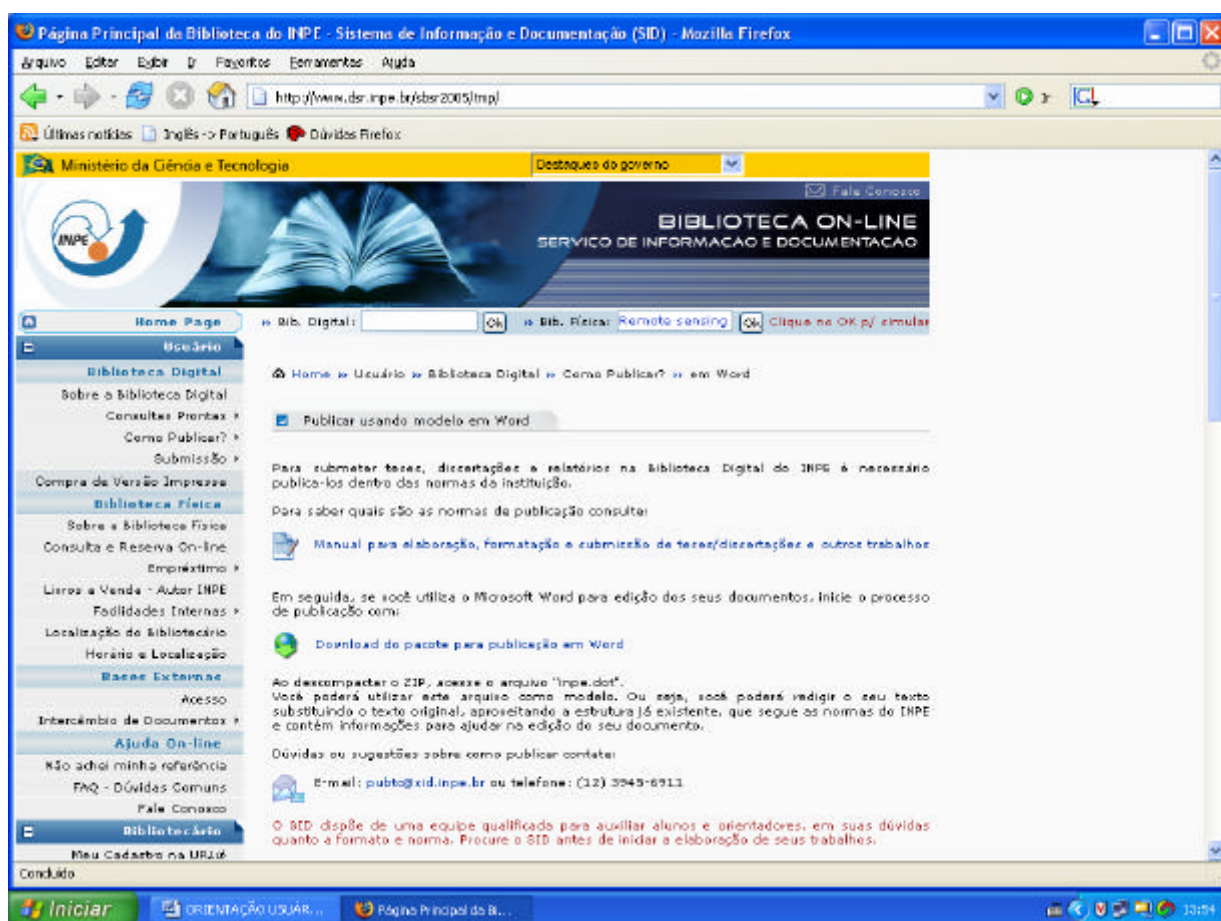 Página Principal da Biblioteca do INPE - Sistema de Informação e Documentação (SID) - Mozilla Firefox
Arquivo Editar Exibir Ir Favoritos Ferramentas Ajuda
http://www.dsr.inpe.br/sbsr2005/tmp/ Ir
Últimas notícias Inglês -> Português Dúvidas Firefox
Ministério da Ciência e Tecnologia Destaques do governo
Fale Conosco
INPE
BIBLIOTECA ON-LINE
SERVICO DE INFORMACAO E DOCUMENTACAO
Home Page » Bib. Digital: Ok » Bib. Física: Remote sensing Ok Clique no OK p/ simular
Usuário
Biblioteca Digital
Sobre a Biblioteca Digital
Consultas Prontas
Como Publicar?
Submissão
Compra de Versão Impressa
Biblioteca Física
Sobre a Biblioteca Física
Consulta e Reserva On-line
Empréstimo
Livros a Venda - Autor INPE
Facilidades Internas
Localização do Bibliotecário
Horário e Localização
Bases Externas
Acesso
Intercâmbio de Documentos
Ajuda On-line
Não achei minha referência
FAQ - Dúvidas Comuns
Fale Conosco
Bibliotecário
Meu Cadastro na URLib
Home » Usuário » Biblioteca Digital » Como Publicar? » em Word
Publicar usando modelo em Word
Para submeter teses, dissertações e relatórios na Biblioteca Digital do INPE é necessário
publica-los dentro das normas da instituição.
Para saber quais são as normas de publicação consulte:
Manual para elaboração, formatação e submissão de teses/dissertações e outros trabalhos
Em seguida, se você utiliza o Microsoft Word para edição dos seus documentos, inicie o processo
de publicação com:
Download do pacote para publicação em Word
Ao descompactar o ZIP, acesse o arquivo "inpe.dot".
Você poderá utilizar este arquivo como modelo. Ou seja, você poderá redigir o seu texto
substituindo o texto original, aproveitando a estrutura já existente, que segue as normas do INPE
e contém informações para ajudar na edição do seu documento.
Dúvidas ou sugestões sobre como publicar contate:
E-mail: pubtc@sid.inpe.br ou telefone: (12) 3945-6911
O SID dispõe de uma equipe qualificada para auxiliar alunos e orientadores, em suas dúvidas
quanto a formato e norma. Procure o SID antes de iniciar a elaboração de seus trabalhos.
Concluído
Iniciar ORIENTAÇÃO USUÁR... Página Principal da Bi... 13:54